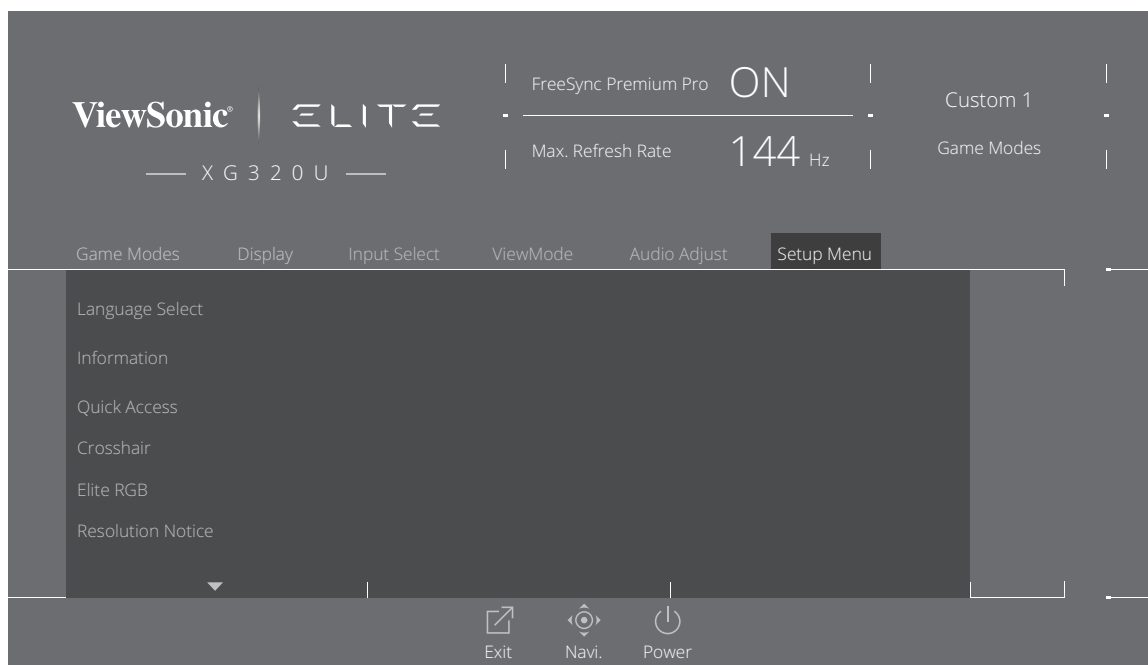 ViewSonic® ELITE
XG320U
FreeSync Premium Pro ON
Max. Refresh Rate 144 Hz
Custom 1
Game Modes
Game Modes Display Input Select ViewMode Audio Adjust Setup Menu
Language Select
Information
Quick Access
Crosshair
Elite RGB
Resolution Notice
Exit Navi. Power